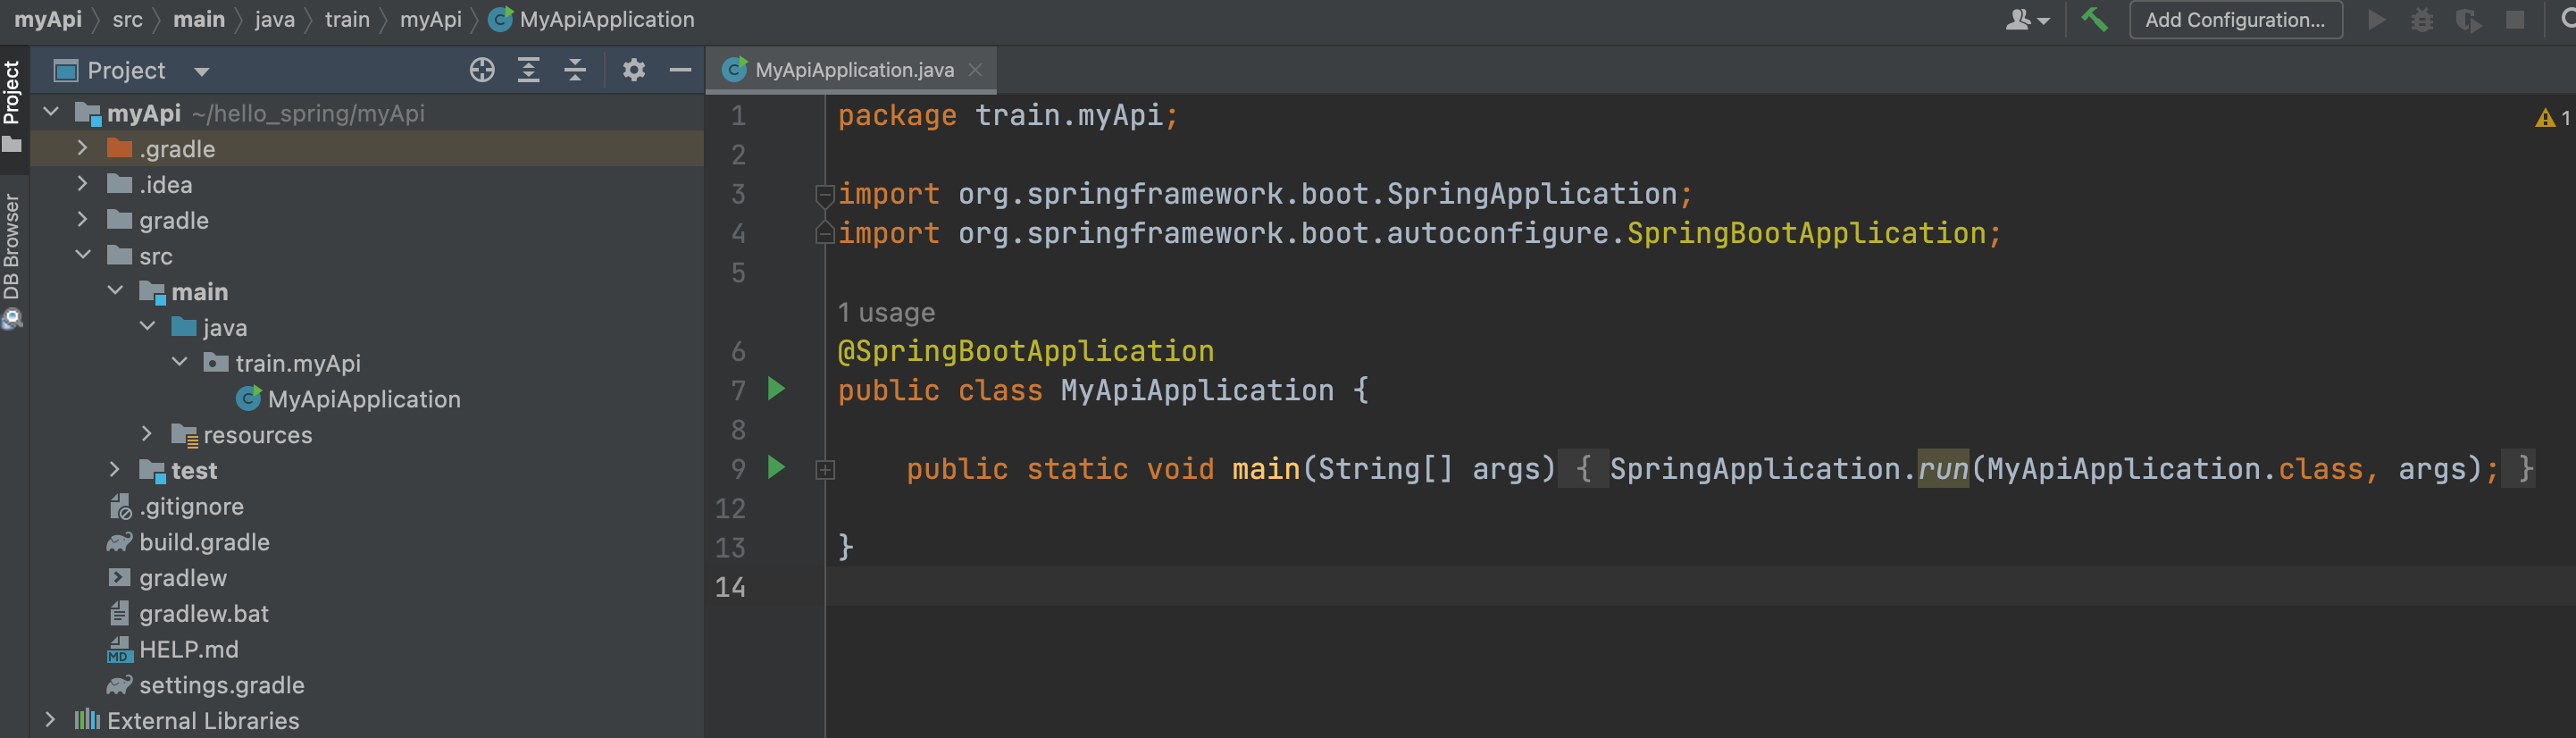 myApi src main java train myApi MyApiApplication
Add Configuration...
Project
Project
DB Browser
myApi ~/hello_spring/myApi
.gradle
.idea
gradle
src
main
java
train.myApi
MyApiApplication
resources
test
.gitignore
build.gradle
gradlew
gradlew.bat
HELP.md
settings.gradle
External Libraries
MyApiApplication.java
1 package train.myApi;
1
2
3 import org.springframework.boot.SpringApplication;
4 import org.springframework.boot.autoconfigure.SpringBootApplication;
5
1 usage
6 @SpringBootApplication
7 public class MyApiApplication {
8
9 public static void main(String[] args) { SpringApplication.run(MyApiApplication.class, args); }
12
13 }
14